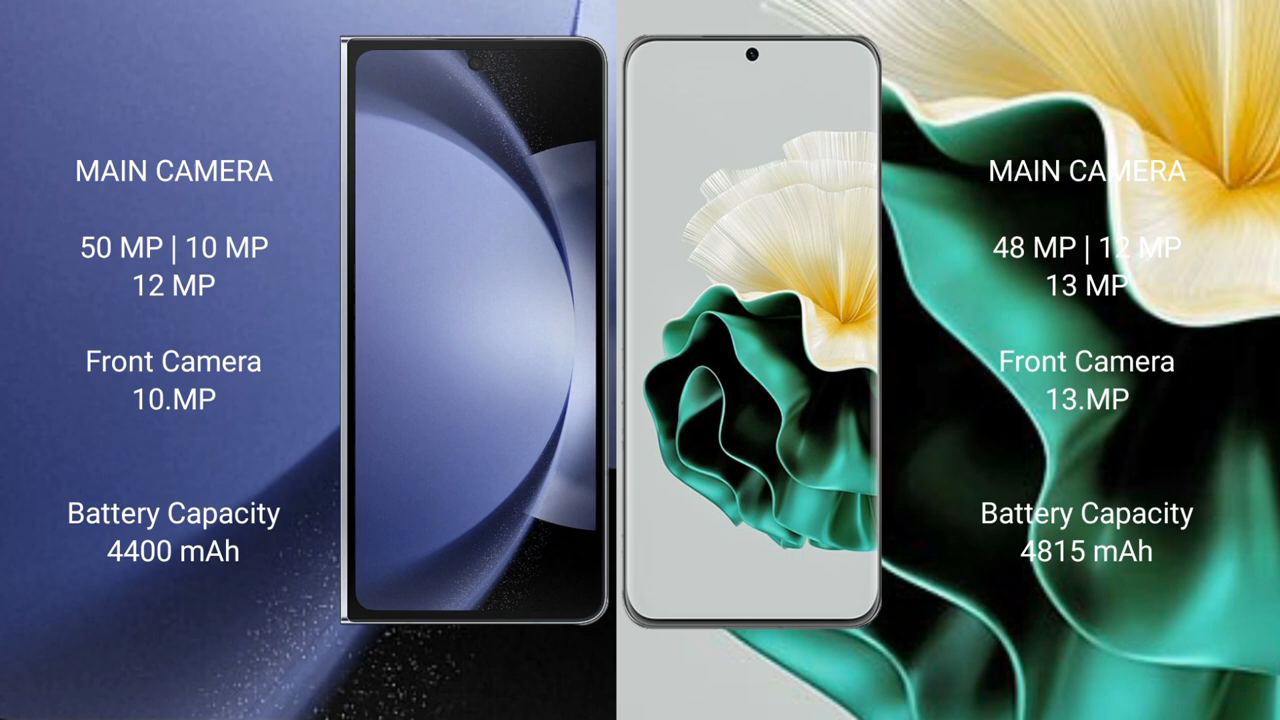 MAIN CAMERA
50 MP | 10 MP
12 MP
Front Camera
10.MP
Battery Capacity
4400 mAh
MAIN CAMERA
48 MP | 12 MP
13 MP
Front Camera
13.MP
Battery Capacity
4815 mAh